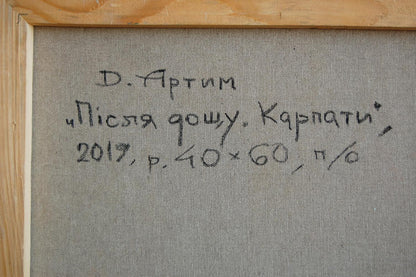 Д. Артим
„Після дощу. Карпати",
2019, р. 40×60, п/о